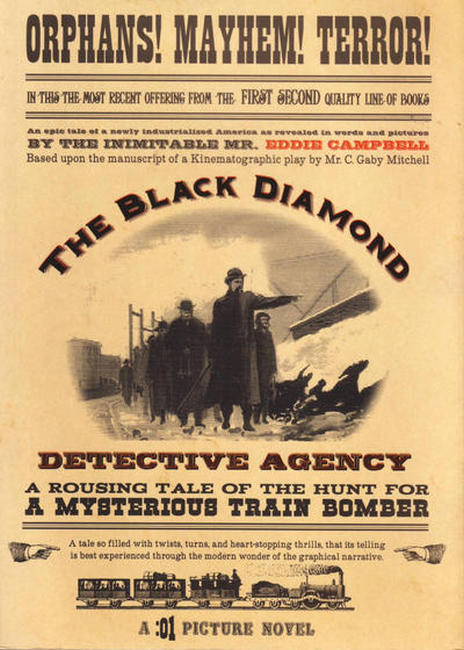 ORPHANS! MAYHEM! TERROR!
IN THIS THE MOST RECENT OFFERING FROM THE FIRST SECOND QUALITY LINE OF BOOKS
An epic tale of a newly industrialized America as revealed in words and pictures
BY THE INIMITABLE MR. EDDIE CAMPBELL
Based upon the manuscript of a Kinematographic play by Mr. C. Gaby Mitchell
THE BLACK DIAMOND
DETECTIVE AGENCY
A ROUSING TALE OF THE HUNT FOR
A MYSTERIOUS TRAIN BOMBER
A tale so filled with twists, turns, and heart-stopping thrills, that its telling
is best experienced through the modern wonder of the graphical narrative.
A :01 PICTURE NOVEL